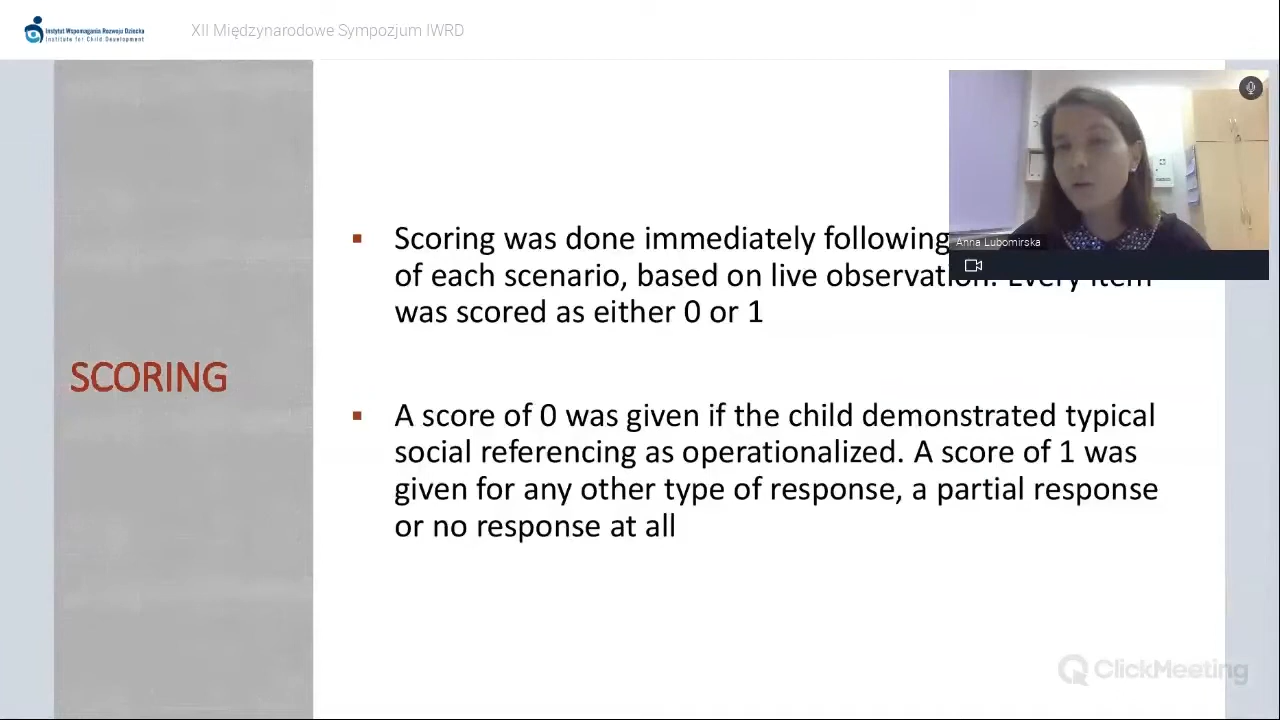 Instytut Wspomagania Rozwoju Dziecka
Institute for Child Development
XII Międzynarodowe Sympozjum IWRD
Anna Lubomirska
SCORING
Scoring was done immediately following
of each scenario, based on live observation. Every item
was scored as either 0 or 1
A score of 0 was given if the child demonstrated typical
social referencing as operationalized. A score of 1 was
given for any other type of response, a partial response
or no response at all
ClickMeeting